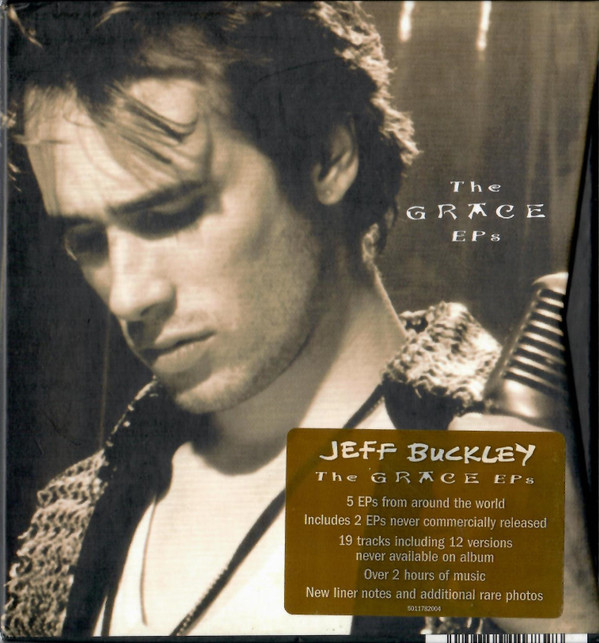 The
GRACE
EPs
JEFF BUCKLEY
The GRACE EPs
5 EPs from around the world
Includes 2 EPs never commercially released
19 tracks including 12 versions
never available on album
Over 2 hours of music
New liner notes and additional rare photos
5011782004